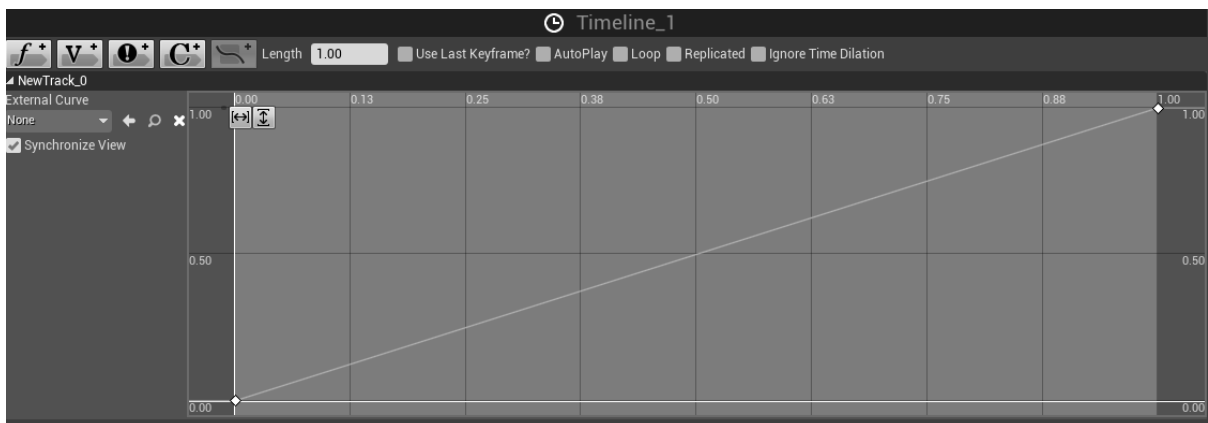 Timeline_1
f+ V+ !+ C+ Length 1.00 Use Last Keyframe? AutoPlay Loop Replicated Ignore Time Dilation
NewTrack_0
External Curve
None
Synchronize View
0.00 0.13 0.25 0.38 0.50 0.63 0.75 0.88 1.00
1.00 1.00
0.50 0.50
0.00 0.00